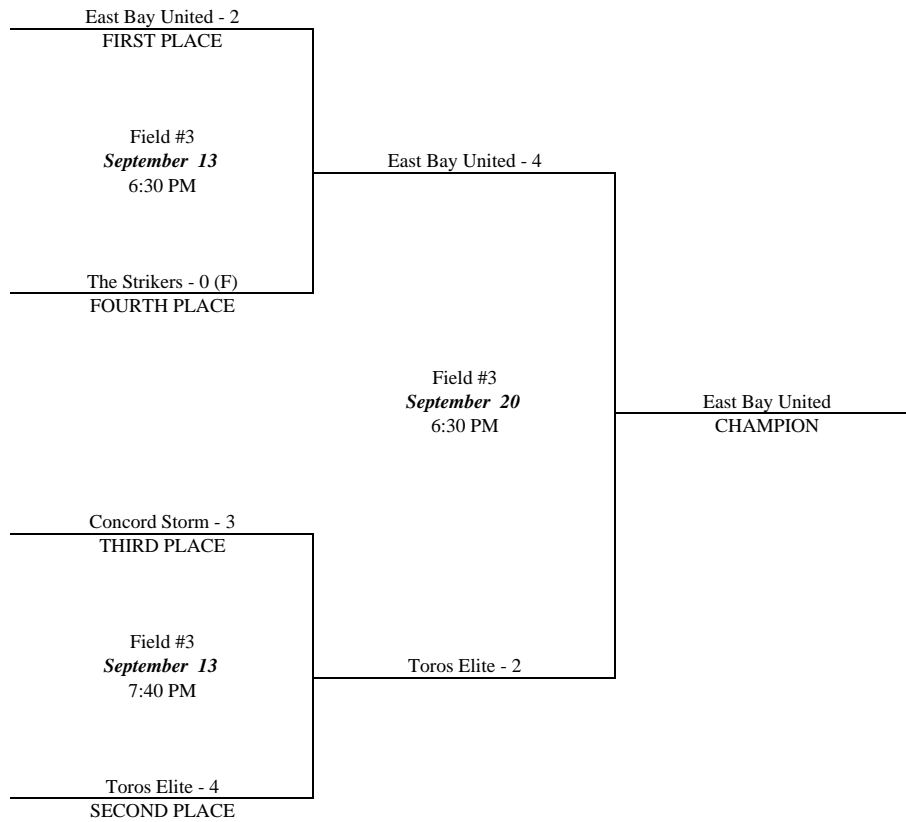 East Bay United - 2
FIRST PLACE
Field #3
September 13
6:30 PM
East Bay United - 4
The Strikers - 0 (F)
FOURTH PLACE
Field #3
September 20
6:30 PM
East Bay United
CHAMPION
Concord Storm - 3
THIRD PLACE
Field #3
September 13
7:40 PM
Toros Elite - 2
Toros Elite - 4
SECOND PLACE